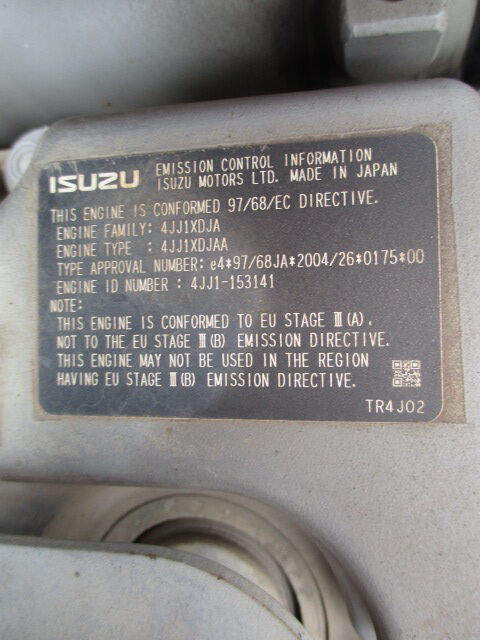 ISUZU EMISSION CONTROL INFORMATION
ISUZU MOTORS LTD. MADE IN JAPAN
THIS ENGINE IS CONFORMED 97/68/EC DIRECTIVE.
ENGINE FAMILY: 4JJ1XDJA
ENGINE TYPE : 4JJ1XDJAA
TYPE APPROVAL NUMBER: e4*97/68JA*2004/26*0175*00
ENGINE ID NUMBER : 4JJ1-153141
NOTE:
THIS ENGINE IS CONFORMED TO EU STAGE Ⅲ(A).
NOT TO THE EU STAGE Ⅲ(B) EMISSION DIRECTIVE.
THIS ENGINE MAY NOT BE USED IN THE REGION
HAVING EU STAGE Ⅲ(B) EMISSION DIRECTIVE.
TR4J02